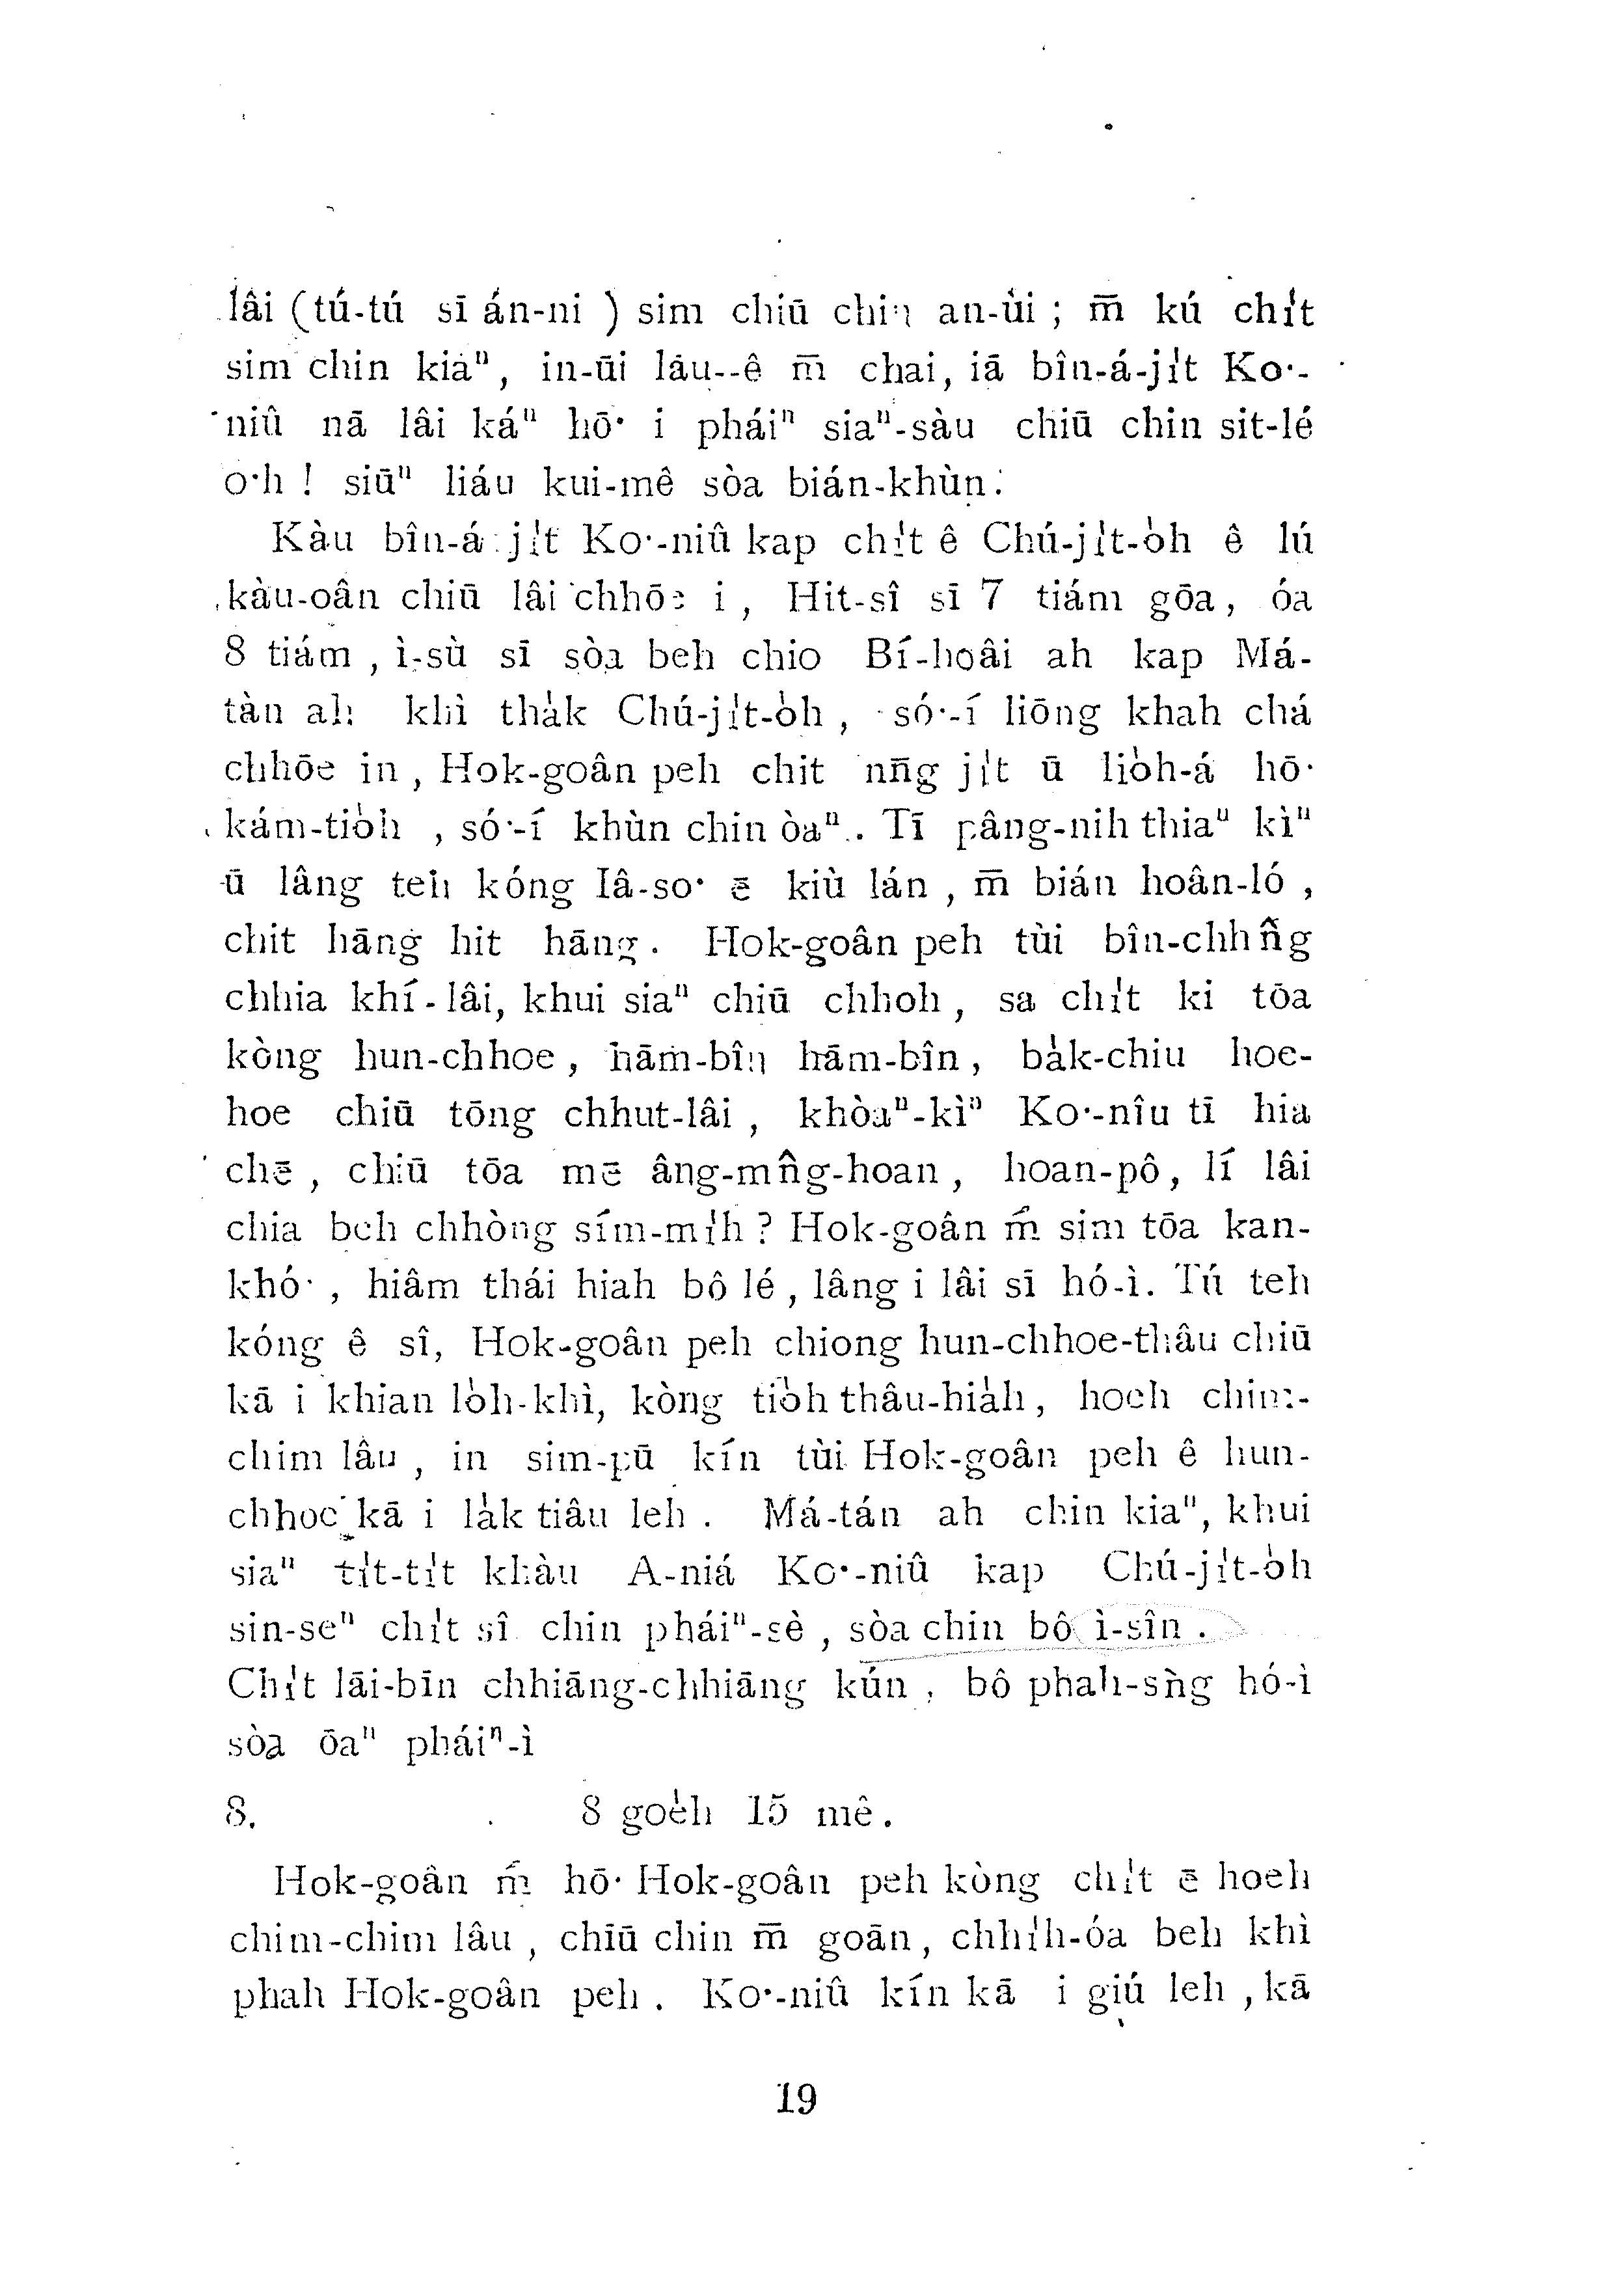 lâi (tú-tú sī án-ni ) sim chiū chin an-ùi ; m̄ kú chi̍t
sim chin kiaⁿ, in-ūi lāu--ê m̄ chai, iā bîn-á-ji̍t Ko͘-
niû nā lâi káⁿ hō͘ i pháiⁿ siaⁿ-sàu chiū chin sit-lé
o͘h ! siūⁿ liáu kui-mê sòa bián-khùn.
Kàu bîn-á ji̍t Ko͘-niû kap chi̍t ê Chú-ji̍t-o̍h ê lú
kàu-oân chiū lâi chhōe i , Hit-sî sī 7 tiám gōa, óa
8 tiám , ì-sù sī sòa beh chio Bí-hoâi ah kap Má-
tàn ah khì tha̍k Chú-ji̍t-o̍h , só͘-í liōng khah chá
chhōe in , Hok-goân peh chit nn̄g ji̍t ū lio̍h-á hō͘
kám-tio̍h , só͘-í khùn chin òaⁿ . Tī pâng-nih thiaⁿ kìⁿ
ū lâng teh kóng Iâ-so͘ ē kiù lán , m̄ bián hoân-ló ,
chit hāng hit hāng . Hok-goân peh tùi bîn-chhn̂g
chhia khí-lâi, khui siaⁿ chiū chhoh , sa chi̍t ki tōa
kòng hun-chhoe , hām-bîn hām-bîn , ba̍k-chiu hoe-
hoe chiū tōng chhut-lâi , khòaⁿ-kìⁿ Ko͘-nîu tī hia
chē , chiū tōa mē âng-mn̂g-hoan , hoan-pô , lí lâi
chia beh chhòng sím-mi̍h ? Hok-goân ḿ sim tōa kan-
khó͘ , hiâm thái hiah bô lé , lâng i lâi sī hó-ì. Tú teh
kóng ê sî, Hok-goân peh chiong hun-chhoe-thâu chiū
kā i khian lo̍h-khì, kòng tio̍h thâu-hia̍h , hoeh chim-
chim lâu , in sim-pū kín tùi Hok-goân peh ê hun-
chhoe kā i la̍k tiâu leh . Má-tán ah chin kiaⁿ, khui
siaⁿ ti̍t-ti̍t khàu A-niá Ko͘-niû kap Chú-ji̍t-o̍h
sin-seⁿ chi̍t sî chin pháiⁿ-sè , sòa chin bô ì-sîn .
Chi̍t lāi-bīn chhiāng-chhiāng kún , bô phah-sǹg hó-ì
sòa ōaⁿ pháiⁿ-ì
8. 8 goe̍h 15 mê .
Hok-goân ḿ hō͘ Hok-goân peh kòng chi̍t ē hoeh
chim-chim lâu , chiū chin m̄ goān , chhi̍h-óa beh khì
phah Hok-goân peh . Ko͘-niû kín kā i giú leh , kā
19